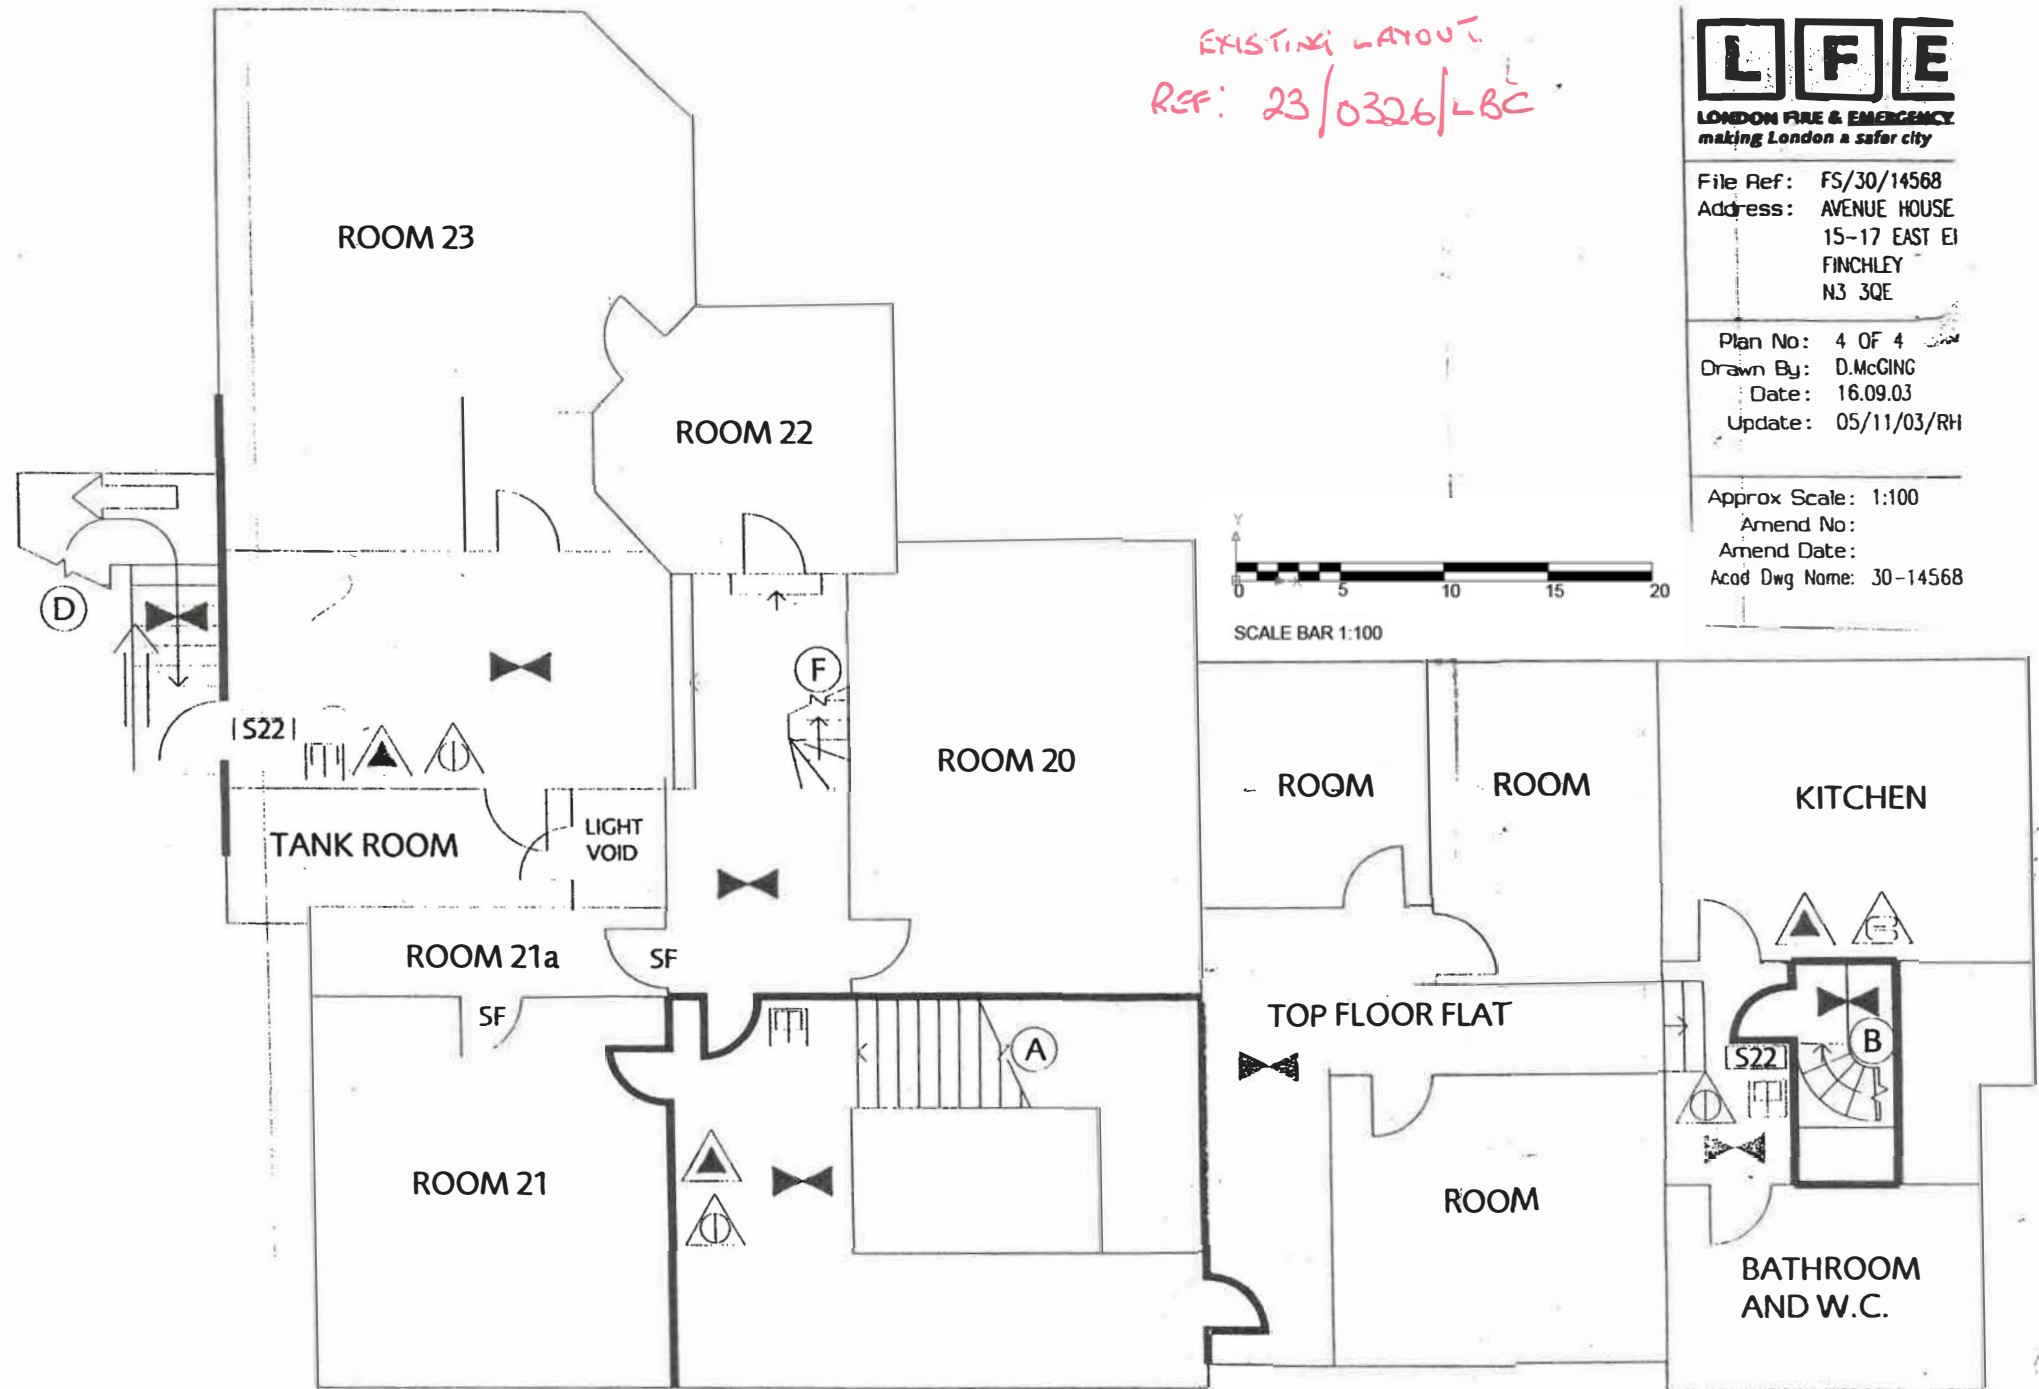 EXISTING LAYOUT
REF: 23/0326/LBC
LFE
LONDON FIRE & EMERGENCY
making London a safer city
File Ref: FS/30/14568
Address: AVENUE HOUSE
15-17 EAST
FINCHLEY
N3 3QE
Plan No: 4 OF 4
Drawn By: D.McGING
Date: 16.09.03
Update: 05/11/03/RH
Approx Scale: 1:100
Amend No:
Amend Date:
Acad Dwg Name: 30-14568
Y
X
0 5 10 15 20
SCALE BAR 1:100
ROOM 23
ROOM 22
D
F
S22
ROOM 20
TANK ROOM
LIGHT
VOID
ROOM 21a
SF
SF
A
ROOM 21
ROOM
ROOM
KITCHEN
TOP FLOOR FLAT
B
S22
ROOM
BATHROOM
AND W.C.